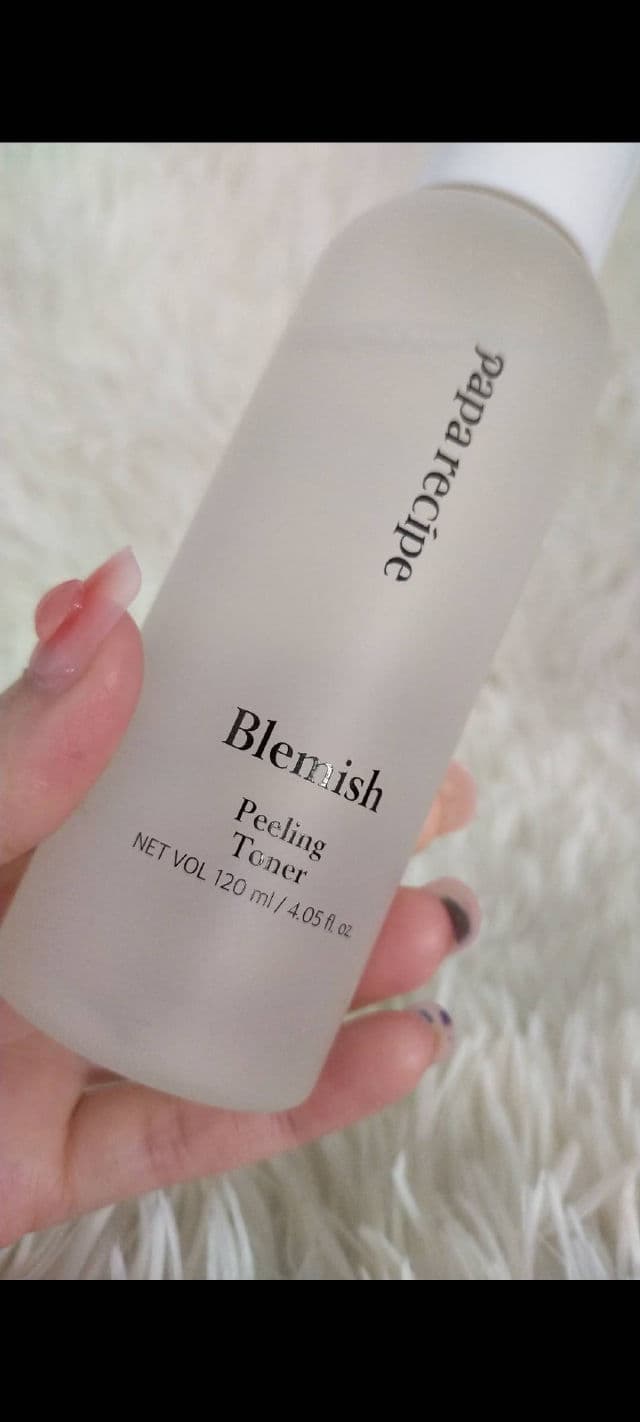 papa recipe
Blemish
Peeling
Toner
NET VOL 120 ml / 4.05 fl. oz